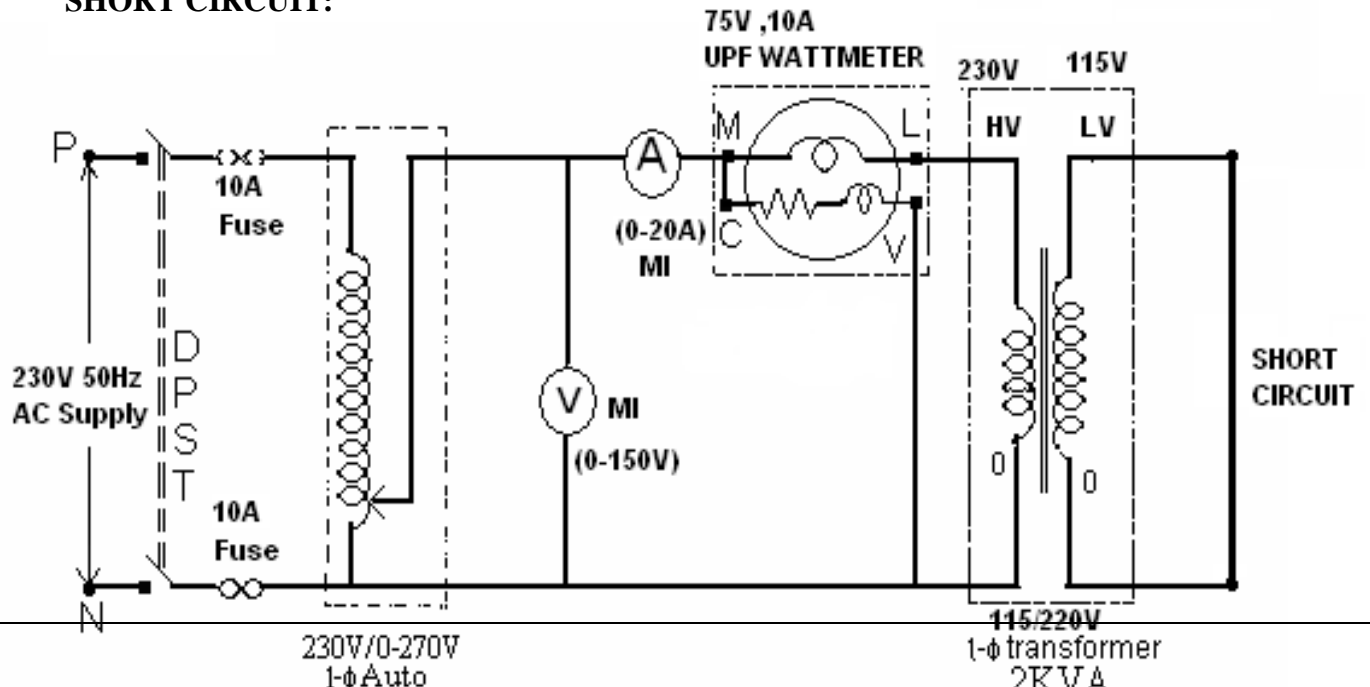 SHORT CIRCUIT:
75V ,10A
UPF WATTMETER
230V
115V
HV
LV
M
L
P
A
10A
Fuse
(0-20A)
MI
C
V
D
P
S
T
230V 50Hz
AC Supply
V
MI
(0-150V)
SHORT
CIRCUIT
0
0
10A
Fuse
N
115/220V
230V/0-270V
1-ϕ Auto
1-ϕ transformer
2KVA